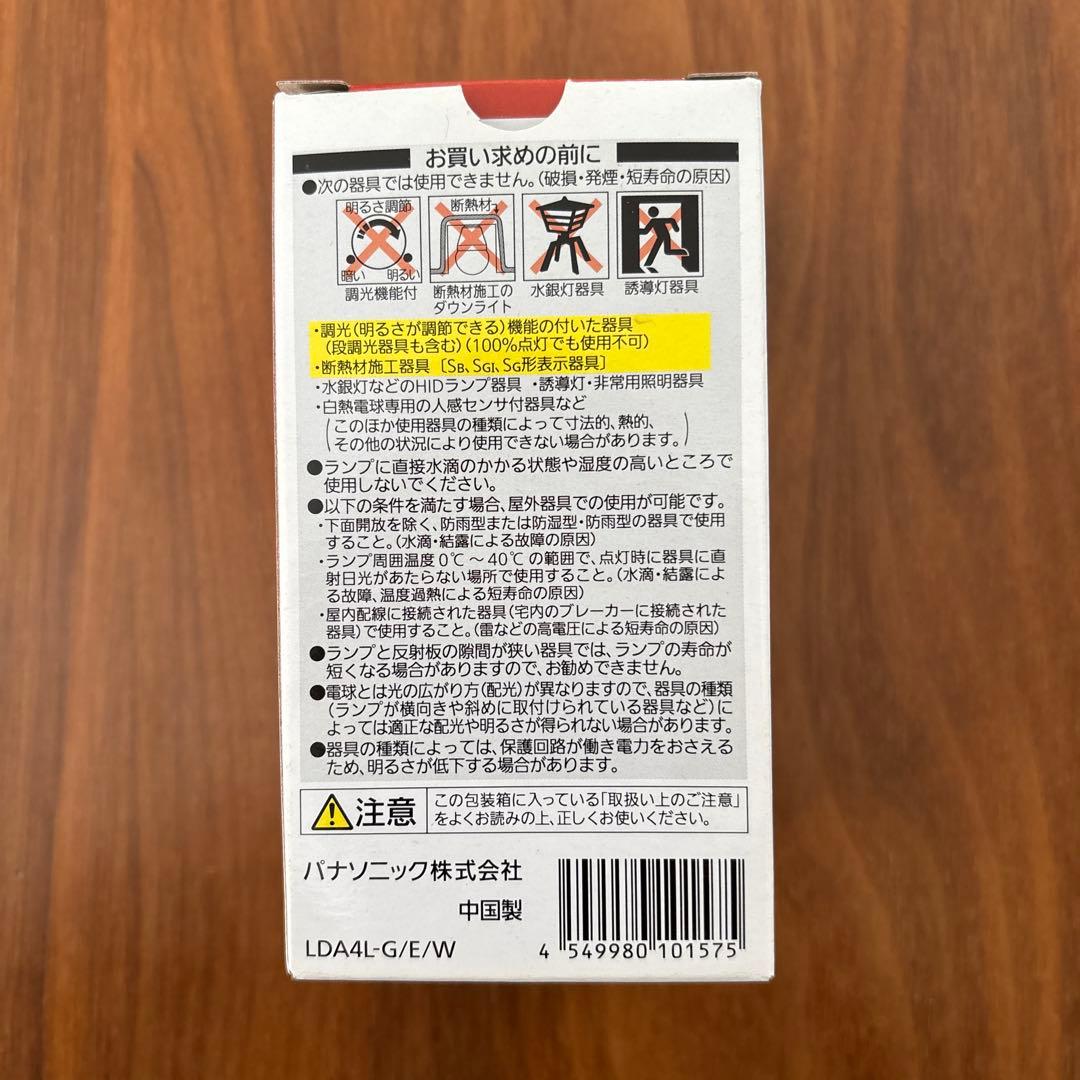 お買い求めの前に
●次の器具では使用できません。(破損・発煙・短寿命の原因)
明るさ調節
暗い 明るい
調光機能付
断熱材
断熱材施工の
ダウンライト
水銀灯器具
誘導灯器具
・調光(明るさが調節できる)機能の付いた器具
(段調光器具も含む)(100%点灯でも使用不可)
・断熱材施工器具〔SB、SGI、SG形表示器具〕
・水銀灯などのHIDランプ器具 ・誘導灯・非常用照明器具
・白熱電球専用の人感センサ付器具など
(このほか使用器具の種類によって寸法的、熱的、
その他の状況により使用できない場合があります。)
●ランプに直接水滴のかかる状態や湿度の高いところで
使用しないでください。
●以下の条件を満たす場合、屋外器具での使用が可能です。
・下面開放を除く、防雨型または防湿型・防雨型の器具で使用
すること。(水滴・結露による故障の原因)
・ランプ周囲温度0℃〜40℃の範囲で、点灯時に器具に直
射日光があたらない場所で使用すること。(水滴・結露によ
る故障、温度過熱による短寿命の原因)
・屋内配線に接続された器具(宅内のブレーカーに接続された
器具)で使用すること。(雷などの高電圧による短寿命の原因)
●ランプと反射板の隙間が狭い器具では、ランプの寿命が
短くなる場合がありますので、お勧めできません。
●電球とは光の広がり方(配光)が異なりますので、器具の種類
(ランプが横向きや斜めに取付けられている器具など)に
よっては適正な配光や明るさが得られない場合があります。
●器具の種類によっては、保護回路が働き電力をおさえる
ため、明るさが低下する場合があります。
注意
この包装箱に入っている「取扱い上のご注意」
をよくお読みの上、正しくお使いください。
パナソニック株式会社
中国製
LDA4L-G/E/W
4 549980 101575